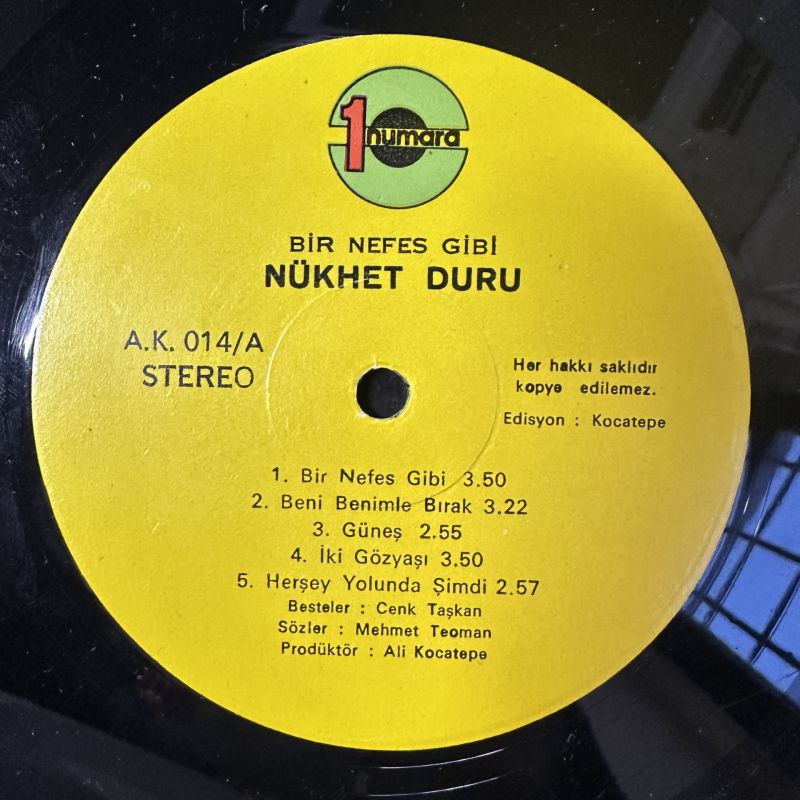 1 numara
BİR NEFES GİBİ
NÜKHET DURU
A.K. 014/A
STEREO
Her hakkı saklıdır
kopye edilemez.
Edisyon : Kocatepe
1. Bir Nefes Gibi 3.50
2. Beni Benimle Bırak 3.22
3. Güneş 2.55
4. İki Gözyaşı 3.50
5. Herşey Yolunda Şimdi 2.57
Besteler : Cenk Taşkan
Sözler : Mehmet Teoman
Prodüktör : Ali Kocatepe